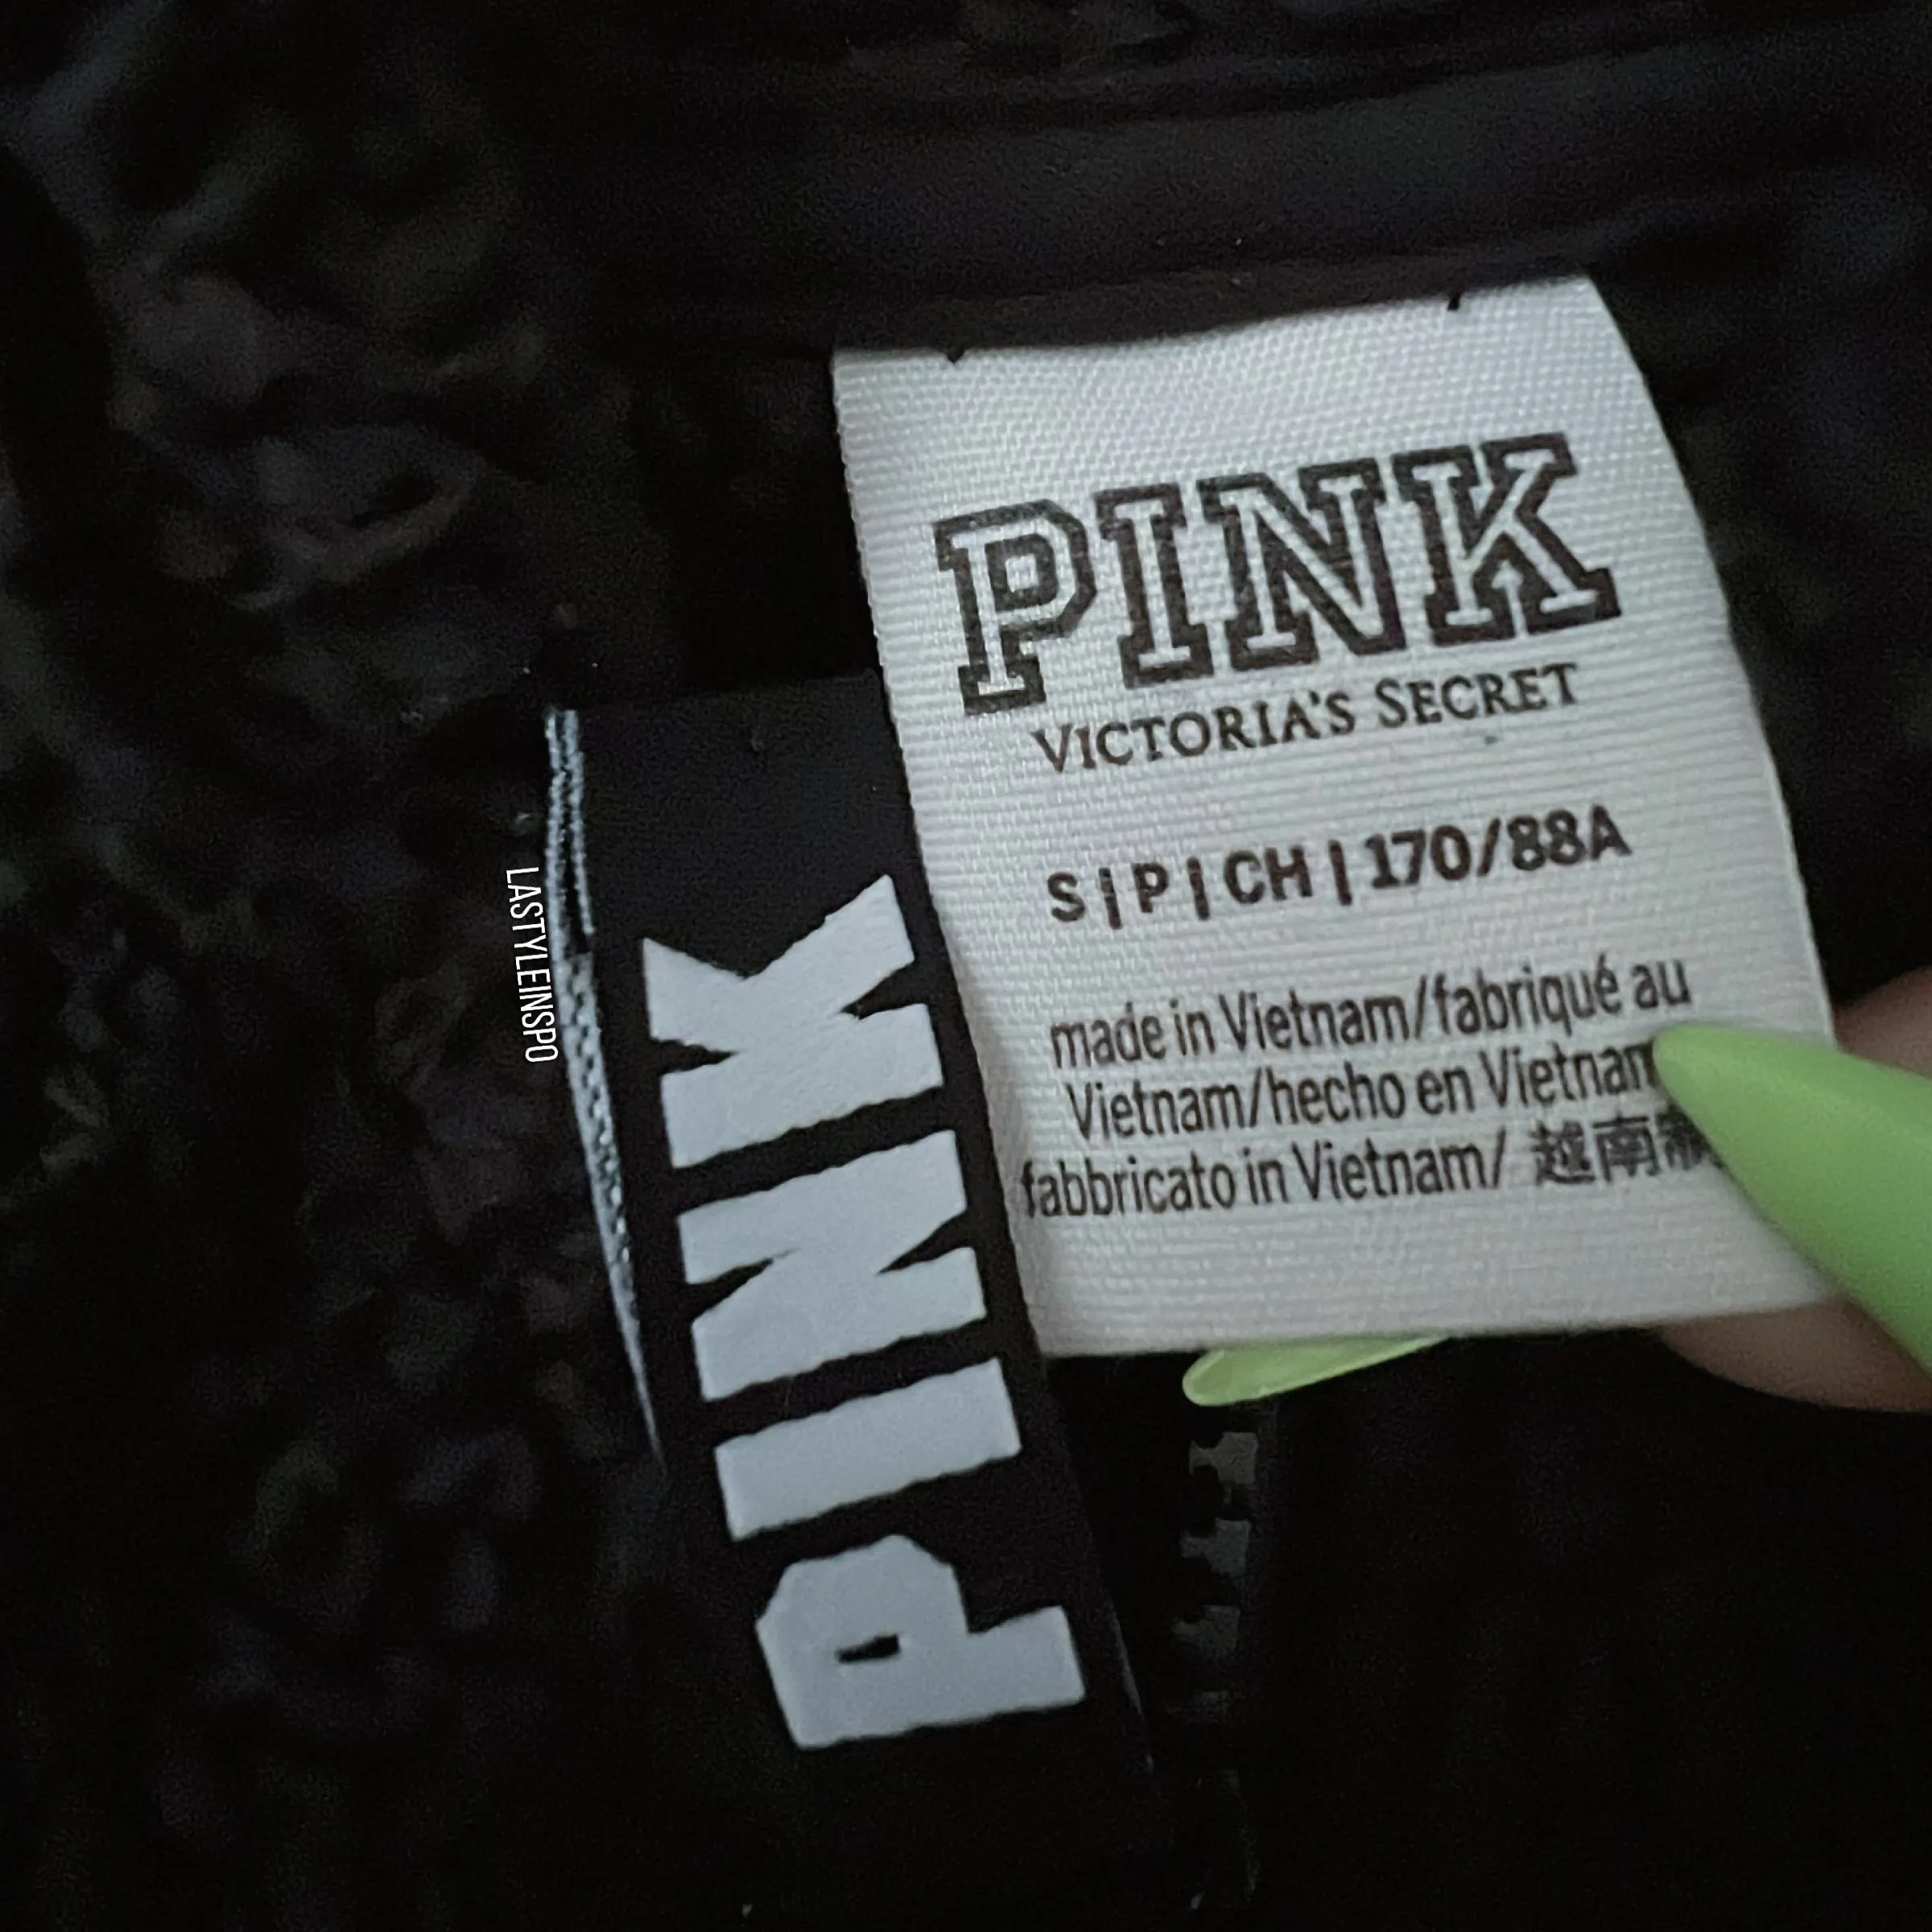 PINK
VICTORIA'S SECRET
S | P | CH | 170/88A
made in Vietnam/fabriqué au
Vietnam/hecho en Vietnam
fabbricato in Vietnam/ 越南
PINK
LASTYLEINSPO